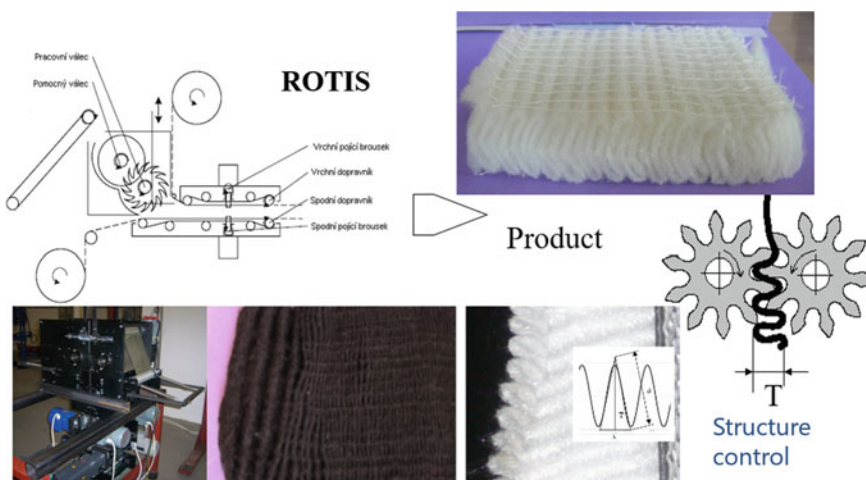 Pracovní válec
Pomocný válec
ROTIS
Vrchní pojící brousek
Vrchní dopravník
Spodní dopravník
Spodní pojící brousek
Product
T
Structure
control